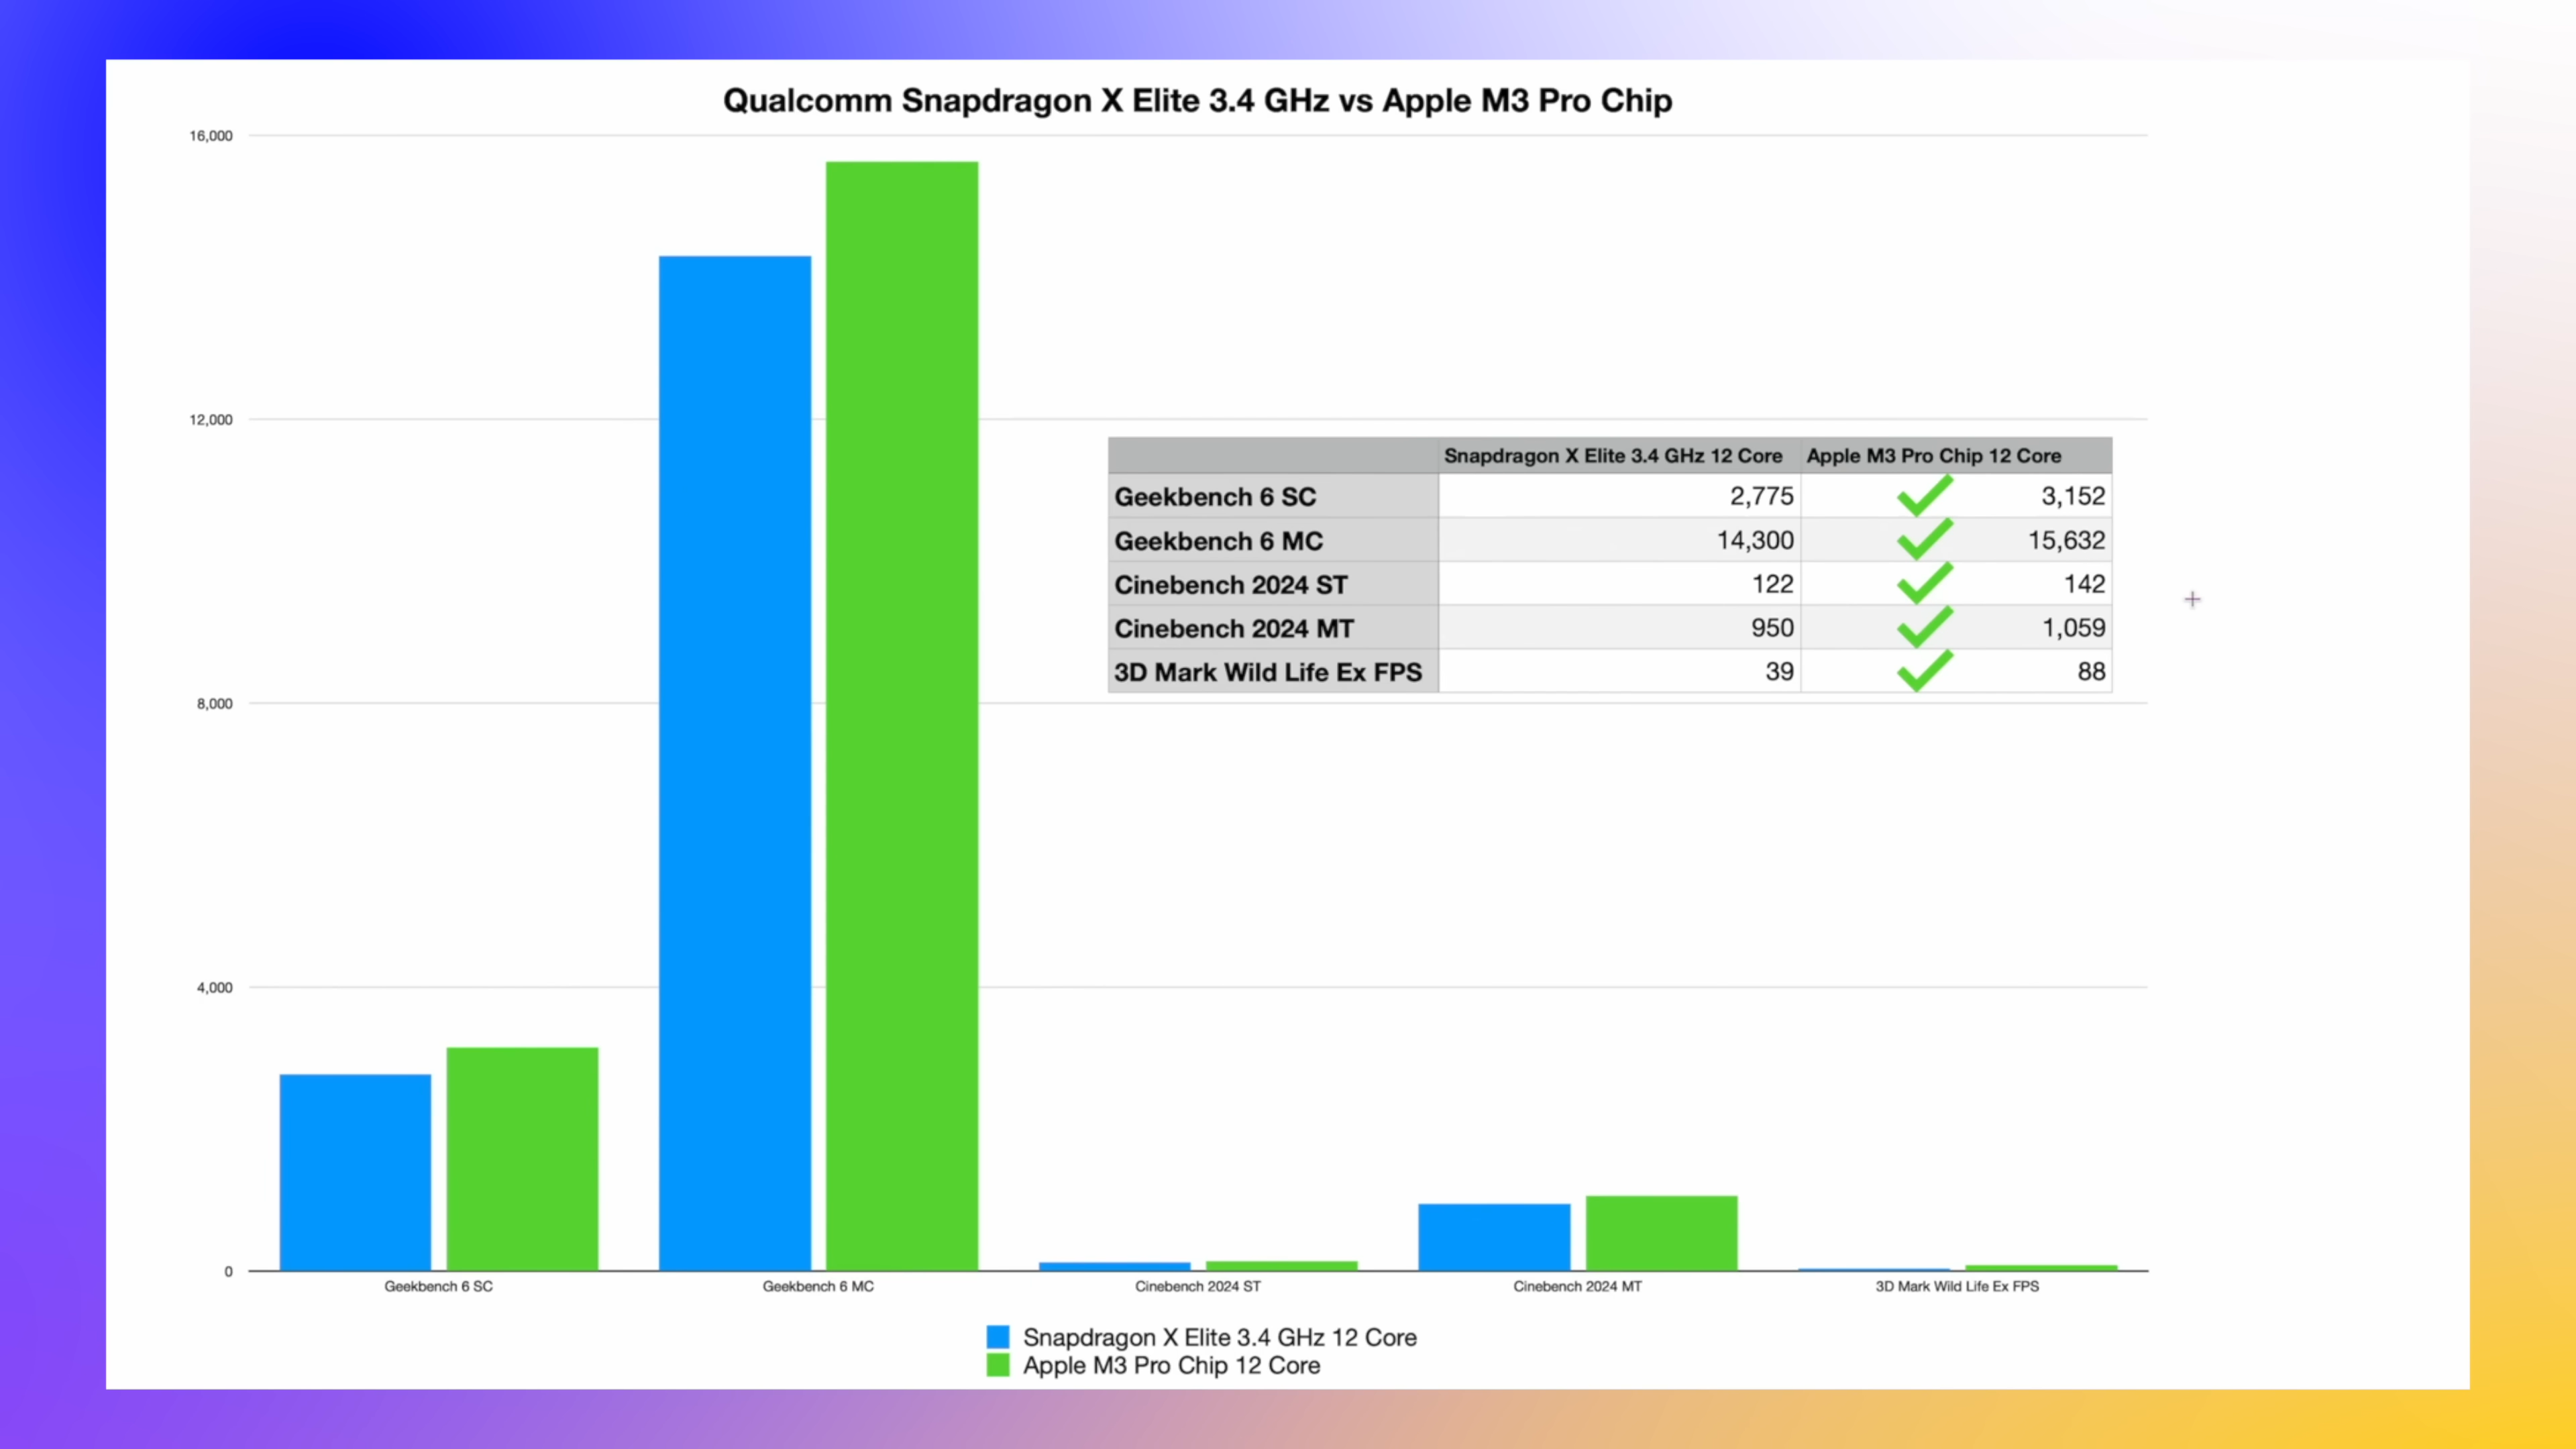 Qualcomm Snapdragon X Elite 3.4 GHz vs Apple M3 Pro Chip
16,000
12,000
8,000
4,000
0
Snapdragon X Elite 3.4 GHz 12 Core Apple M3 Pro Chip 12 Core
Geekbench 6 SC 2,775 3,152
Geekbench 6 MC 14,300 15,632
Cinebench 2024 ST 122 142
Cinebench 2024 MT 950 1,059
3D Mark Wild Life Ex FPS 39 88
Geekbench 6 SC Geekbench 6 MC Cinebench 2024 ST Cinebench 2024 MT 3D Mark Wild Life Ex FPS
Snapdragon X Elite 3.4 GHz 12 Core
Apple M3 Pro Chip 12 Core